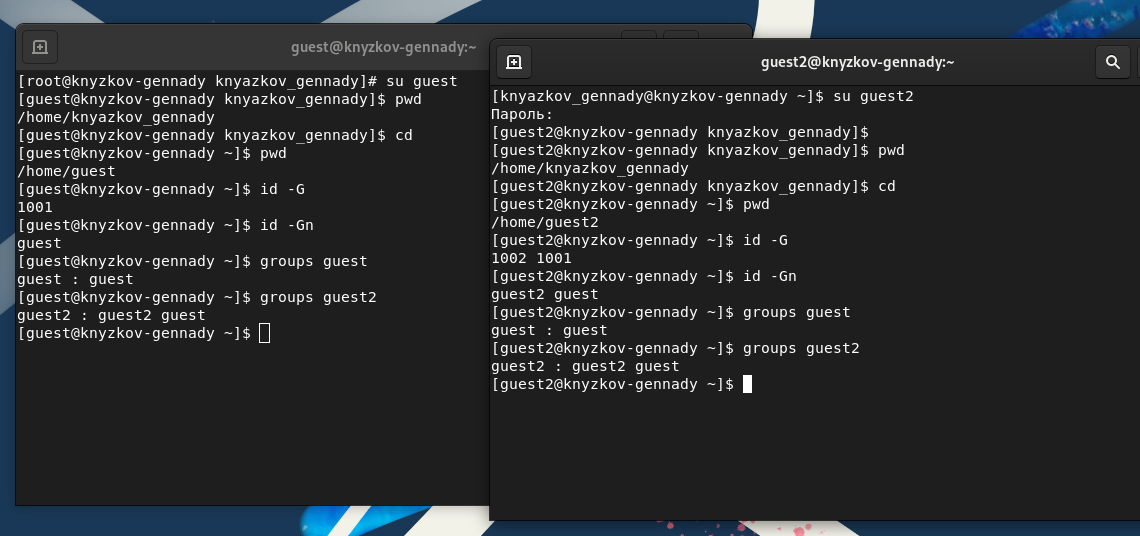 guest@knyzkov-gennady:~
[root@knyzkov-gennady knyazkov_gennady]# su guest
[guest@knyzkov-gennady knyazkov_gennady]$ pwd
/home/knyazkov_gennady
[guest@knyzkov-gennady knyazkov_gennady]$ cd
[guest@knyzkov-gennady ~]$ pwd
/home/guest
[guest@knyzkov-gennady ~]$ id -G
1001
[guest@knyzkov-gennady ~]$ id -Gn
guest
[guest@knyzkov-gennady ~]$ groups guest
guest : guest
[guest@knyzkov-gennady ~]$ groups guest2
guest2 : guest2 guest
[guest@knyzkov-gennady ~]$
guest2@knyzkov-gennady:~
[knyazkov_gennady@knyzkov-gennady ~]$ su guest2
Пароль:
[guest2@knyzkov-gennady knyazkov_gennady]$
[guest2@knyzkov-gennady knyazkov_gennady]$ pwd
/home/knyazkov_gennady
[guest2@knyzkov-gennady knyazkov_gennady]$ cd
[guest2@knyzkov-gennady ~]$ pwd
/home/guest2
[guest2@knyzkov-gennady ~]$ id -G
1002 1001
[guest2@knyzkov-gennady ~]$ id -Gn
guest2 guest
[guest2@knyzkov-gennady ~]$ groups guest
guest : guest
[guest2@knyzkov-gennady ~]$ groups guest2
guest2 : guest2 guest
[guest2@knyzkov-gennady ~]$